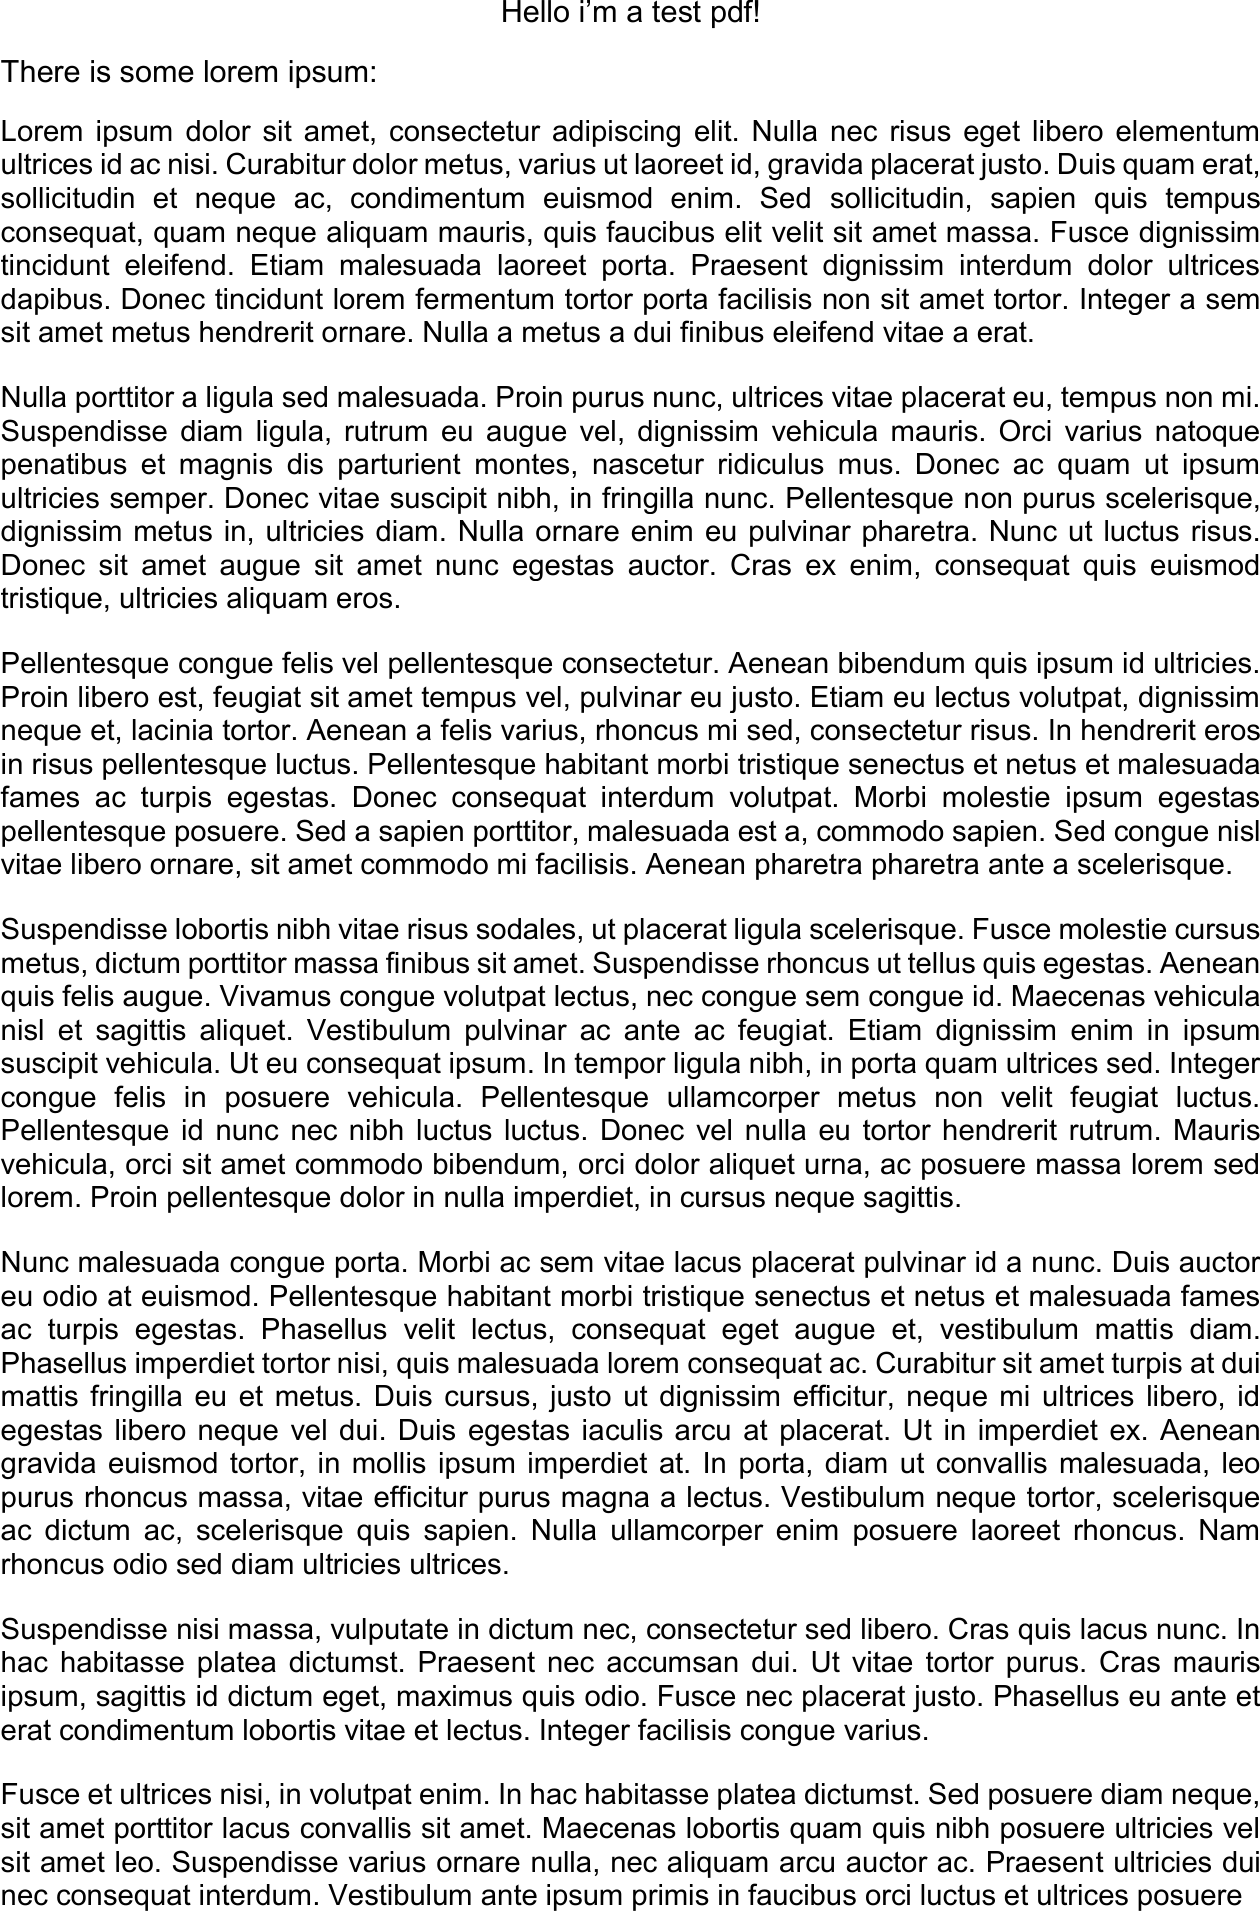 Hello i’m a test pdf!
There is some lorem ipsum:
Lorem ipsum dolor sit amet, consectetur adipiscing elit. Nulla nec risus eget libero elementum
ultrices id ac nisi. Curabitur dolor metus, varius ut laoreet id, gravida placerat justo. Duis quam erat,
sollicitudin et neque ac, condimentum euismod enim. Sed sollicitudin, sapien quis tempus
consequat, quam neque aliquam mauris, quis faucibus elit velit sit amet massa. Fusce dignissim
tincidunt eleifend. Etiam malesuada laoreet porta. Praesent dignissim interdum dolor ultrices
dapibus. Donec tincidunt lorem fermentum tortor porta facilisis non sit amet tortor. Integer a sem
sit amet metus hendrerit ornare. Nulla a metus a dui finibus eleifend vitae a erat.
Nulla porttitor a ligula sed malesuada. Proin purus nunc, ultrices vitae placerat eu, tempus non mi.
Suspendisse diam ligula, rutrum eu augue vel, dignissim vehicula mauris. Orci varius natoque
penatibus et magnis dis parturient montes, nascetur ridiculus mus. Donec ac quam ut ipsum
ultricies semper. Donec vitae suscipit nibh, in fringilla nunc. Pellentesque non purus scelerisque,
dignissim metus in, ultricies diam. Nulla ornare enim eu pulvinar pharetra. Nunc ut luctus risus.
Donec sit amet augue sit amet nunc egestas auctor. Cras ex enim, consequat quis euismod
tristique, ultricies aliquam eros.
Pellentesque congue felis vel pellentesque consectetur. Aenean bibendum quis ipsum id ultricies.
Proin libero est, feugiat sit amet tempus vel, pulvinar eu justo. Etiam eu lectus volutpat, dignissim
neque et, lacinia tortor. Aenean a felis varius, rhoncus mi sed, consectetur risus. In hendrerit eros
in risus pellentesque luctus. Pellentesque habitant morbi tristique senectus et netus et malesuada
fames ac turpis egestas. Donec consequat interdum volutpat. Morbi molestie ipsum egestas
pellentesque posuere. Sed a sapien porttitor, malesuada est a, commodo sapien. Sed congue nisl
vitae libero ornare, sit amet commodo mi facilisis. Aenean pharetra pharetra ante a scelerisque.
Suspendisse lobortis nibh vitae risus sodales, ut placerat ligula scelerisque. Fusce molestie cursus
metus, dictum porttitor massa finibus sit amet. Suspendisse rhoncus ut tellus quis egestas. Aenean
quis felis augue. Vivamus congue volutpat lectus, nec congue sem congue id. Maecenas vehicula
nisl et sagittis aliquet. Vestibulum pulvinar ac ante ac feugiat. Etiam dignissim enim in ipsum
suscipit vehicula. Ut eu consequat ipsum. In tempor ligula nibh, in porta quam ultrices sed. Integer
congue felis in posuere vehicula. Pellentesque ullamcorper metus non velit feugiat luctus.
Pellentesque id nunc nec nibh luctus luctus. Donec vel nulla eu tortor hendrerit rutrum. Mauris
vehicula, orci sit amet commodo bibendum, orci dolor aliquet urna, ac posuere massa lorem sed
lorem. Proin pellentesque dolor in nulla imperdiet, in cursus neque sagittis.
Nunc malesuada congue porta. Morbi ac sem vitae lacus placerat pulvinar id a nunc. Duis auctor
eu odio at euismod. Pellentesque habitant morbi tristique senectus et netus et malesuada fames
ac turpis egestas. Phasellus velit lectus, consequat eget augue et, vestibulum mattis diam.
Phasellus imperdiet tortor nisi, quis malesuada lorem consequat ac. Curabitur sit amet turpis at dui
mattis fringilla eu et metus. Duis cursus, justo ut dignissim efficitur, neque mi ultrices libero, id
egestas libero neque vel dui. Duis egestas iaculis arcu at placerat. Ut in imperdiet ex. Aenean
gravida euismod tortor, in mollis ipsum imperdiet at. In porta, diam ut convallis malesuada, leo
purus rhoncus massa, vitae efficitur purus magna a lectus. Vestibulum neque tortor, scelerisque
ac dictum ac, scelerisque quis sapien. Nulla ullamcorper enim posuere laoreet rhoncus. Nam
rhoncus odio sed diam ultricies ultrices.
Suspendisse nisi massa, vulputate in dictum nec, consectetur sed libero. Cras quis lacus nunc. In
hac habitasse platea dictumst. Praesent nec accumsan dui. Ut vitae tortor purus. Cras mauris
ipsum, sagittis id dictum eget, maximus quis odio. Fusce nec placerat justo. Phasellus eu ante et
erat condimentum lobortis vitae et lectus. Integer facilisis congue varius.
Fusce et ultrices nisi, in volutpat enim. In hac habitasse platea dictumst. Sed posuere diam neque,
sit amet porttitor lacus convallis sit amet. Maecenas lobortis quam quis nibh posuere ultricies vel
sit amet leo. Suspendisse varius ornare nulla, nec aliquam arcu auctor ac. Praesent ultricies dui
nec consequat interdum. Vestibulum ante ipsum primis in faucibus orci luctus et ultrices posuere